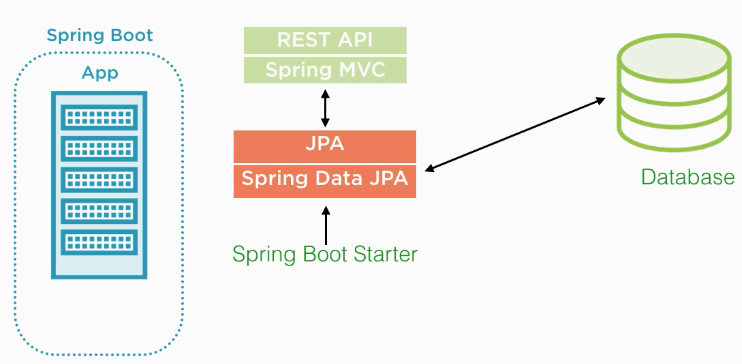 Spring Boot
App
REST API
Spring MVC
JPA
Spring Data JPA
Spring Boot Starter
Database